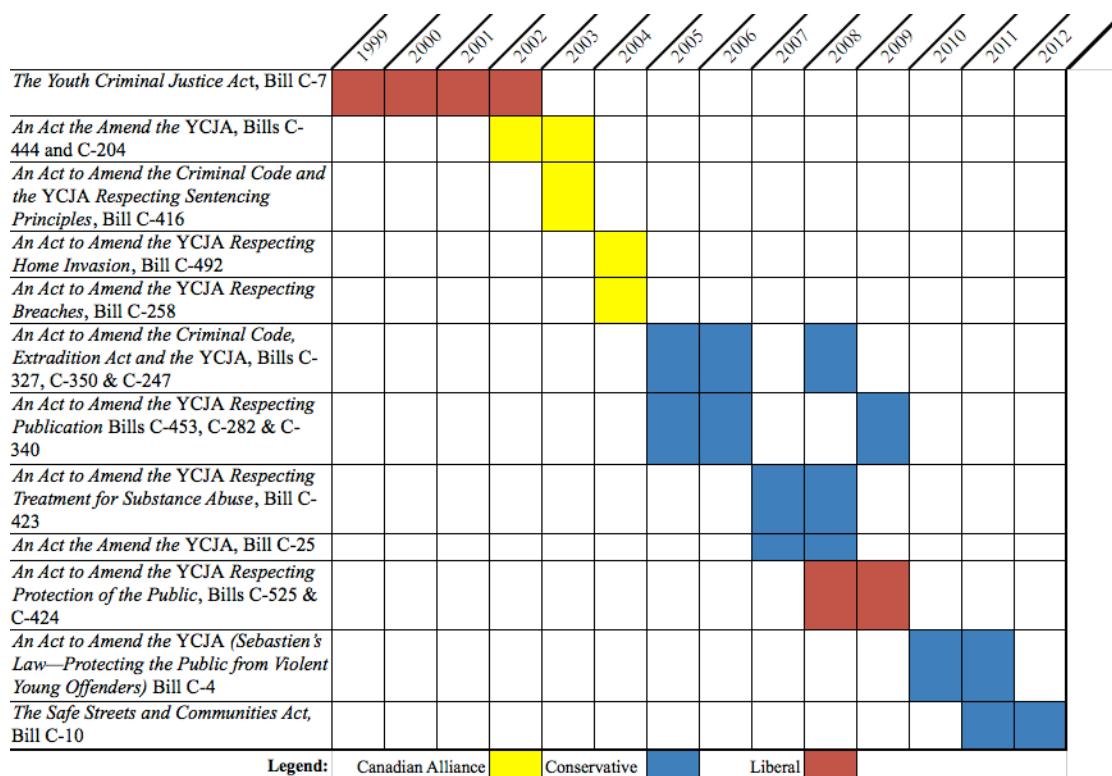 1999 2000 2001 2002 2003 2004 2005 2006 2007 2008 2009 2010 2011 2012
The Youth Criminal Justice Act, Bill C-7
An Act the Amend the YCJA, Bills C-
444 and C-204
An Act to Amend the Criminal Code and
the YCJA Respecting Sentencing
Principles, Bill C-416
An Act to Amend the YCJA Respecting
Home Invasion, Bill C-492
An Act to Amend the YCJA Respecting
Breaches, Bill C-258
An Act to Amend the Criminal Code,
Extradition Act and the YCJA, Bills C-
327, C-350 & C-247
An Act to Amend the YCJA Respecting
Publication Bills C-453, C-282 & C-
340
An Act to Amend the YCJA Respecting
Treatment for Substance Abuse, Bill C-
423
An Act the Amend the YCJA, Bill C-25
An Act to Amend the YCJA Respecting
Protection of the Public, Bills C-525 &
C-424
An Act to Amend the YCJA (Sebastien's
Law—Protecting the Public from Violent
Young Offenders) Bill C-4
The Safe Streets and Communities Act,
Bill C-10
Legend: Canadian Alliance Conservative Liberal